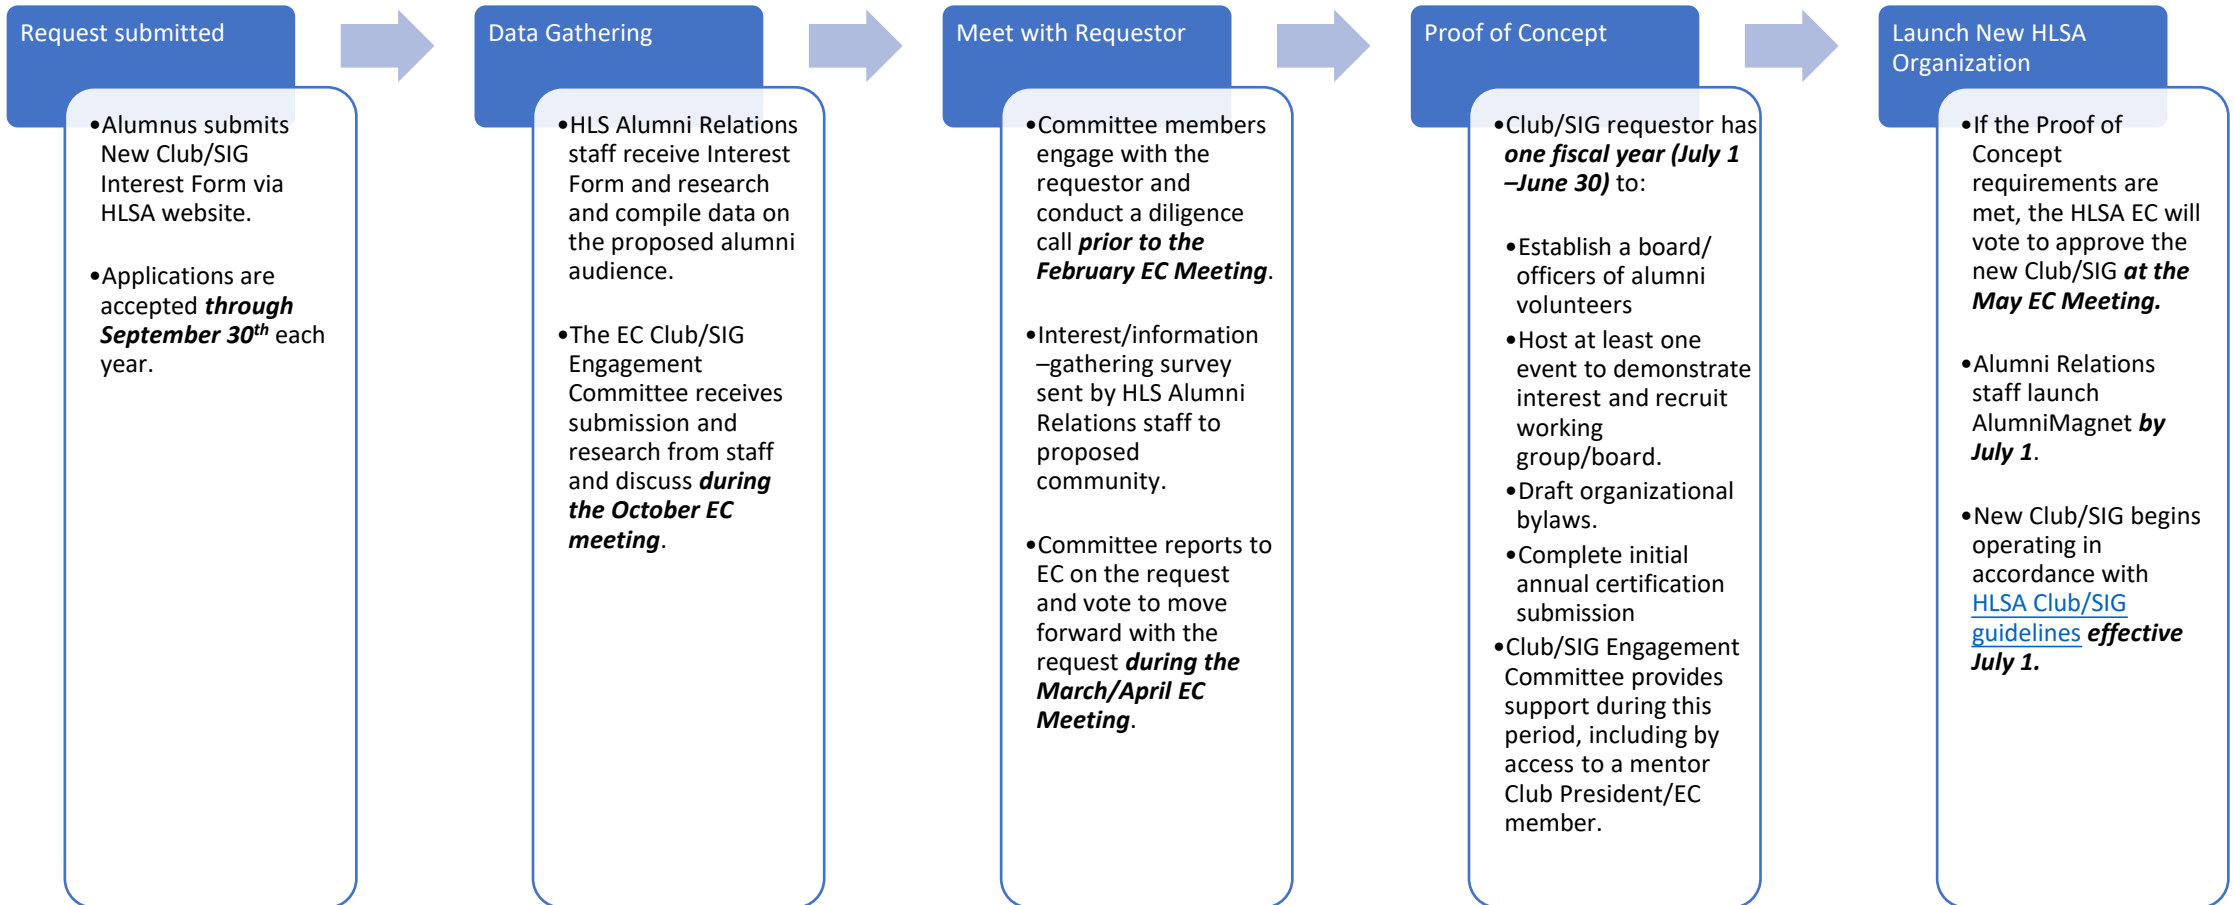 Request submitted
•Alumnus submits
New Club/SIG
Interest Form via
HLSA website.
•Applications are
accepted through
September 30th each
year.
Data Gathering
•HLS Alumni Relations
staff receive Interest
Form and research
and compile data on
the proposed alumni
audience.
•The EC Club/SIG
Engagement
Committee receives
submission and
research from staff
and discuss during
the October EC
meeting.
Meet with Requestor
•Committee members
engage with the
requestor and
conduct a diligence
call prior to the
February EC Meeting.
•Interest/information
–gathering survey
sent by HLS Alumni
Relations staff to
proposed
community.
•Committee reports to
EC on the request
and vote to move
forward with the
request during the
March/April EC
Meeting.
Proof of Concept
•Club/SIG requestor has
one fiscal year (July 1
–June 30) to:
•Establish a board/
officers of alumni
volunteers
•Host at least one
event to demonstrate
interest and recruit
working
group/board.
•Draft organizational
bylaws.
•Complete initial
annual certification
submission
•Club/SIG Engagement
Committee provides
support during this
period, including by
access to a mentor
Club President/EC
member.
Launch New HLSA
Organization
•If the Proof of
Concept
requirements are
met, the HLSA EC will
vote to approve the
new Club/SIG at the
May EC Meeting.
•Alumni Relations
staff launch
AlumniMagnet by
July 1.
•New Club/SIG begins
operating in
accordance with
HLSA Club/SIG
guidelines effective
July 1.